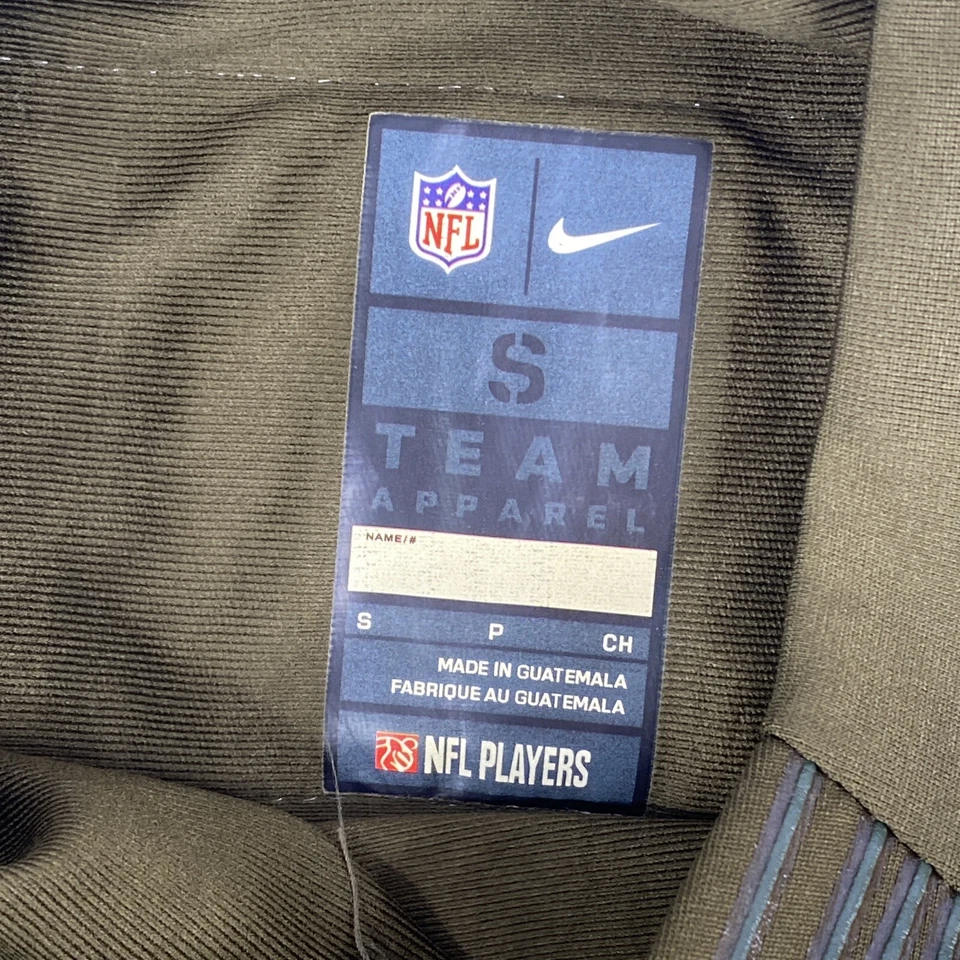 NFL
S
TEAM
APPAREL
NAME/#
S P CH
MADE IN GUATEMALA
FABRIQUE AU GUATEMALA
NFL PLAYERS